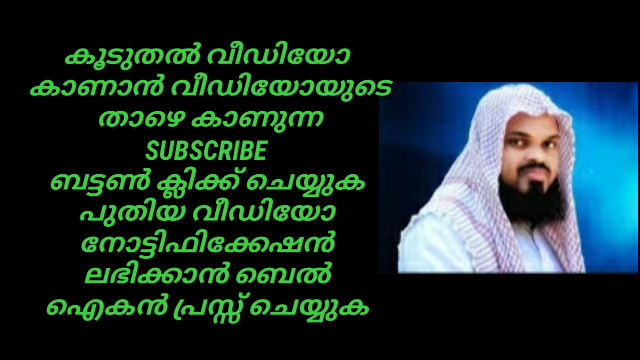 കൂടുതൽ വീഡിയോ
കാണാൻ വീഡിയോയുടെ
താഴെ കാണുന്ന
SUBSCRIBE
ബട്ടൺ ക്ലിക്ക് ചെയ്യുക
പുതിയ വീഡിയോ
നോട്ടിഫിക്കേഷൻ
ലഭിക്കാൻ ബെൽ
ഐകൻ പ്രസ്സ് ചെയ്യുക